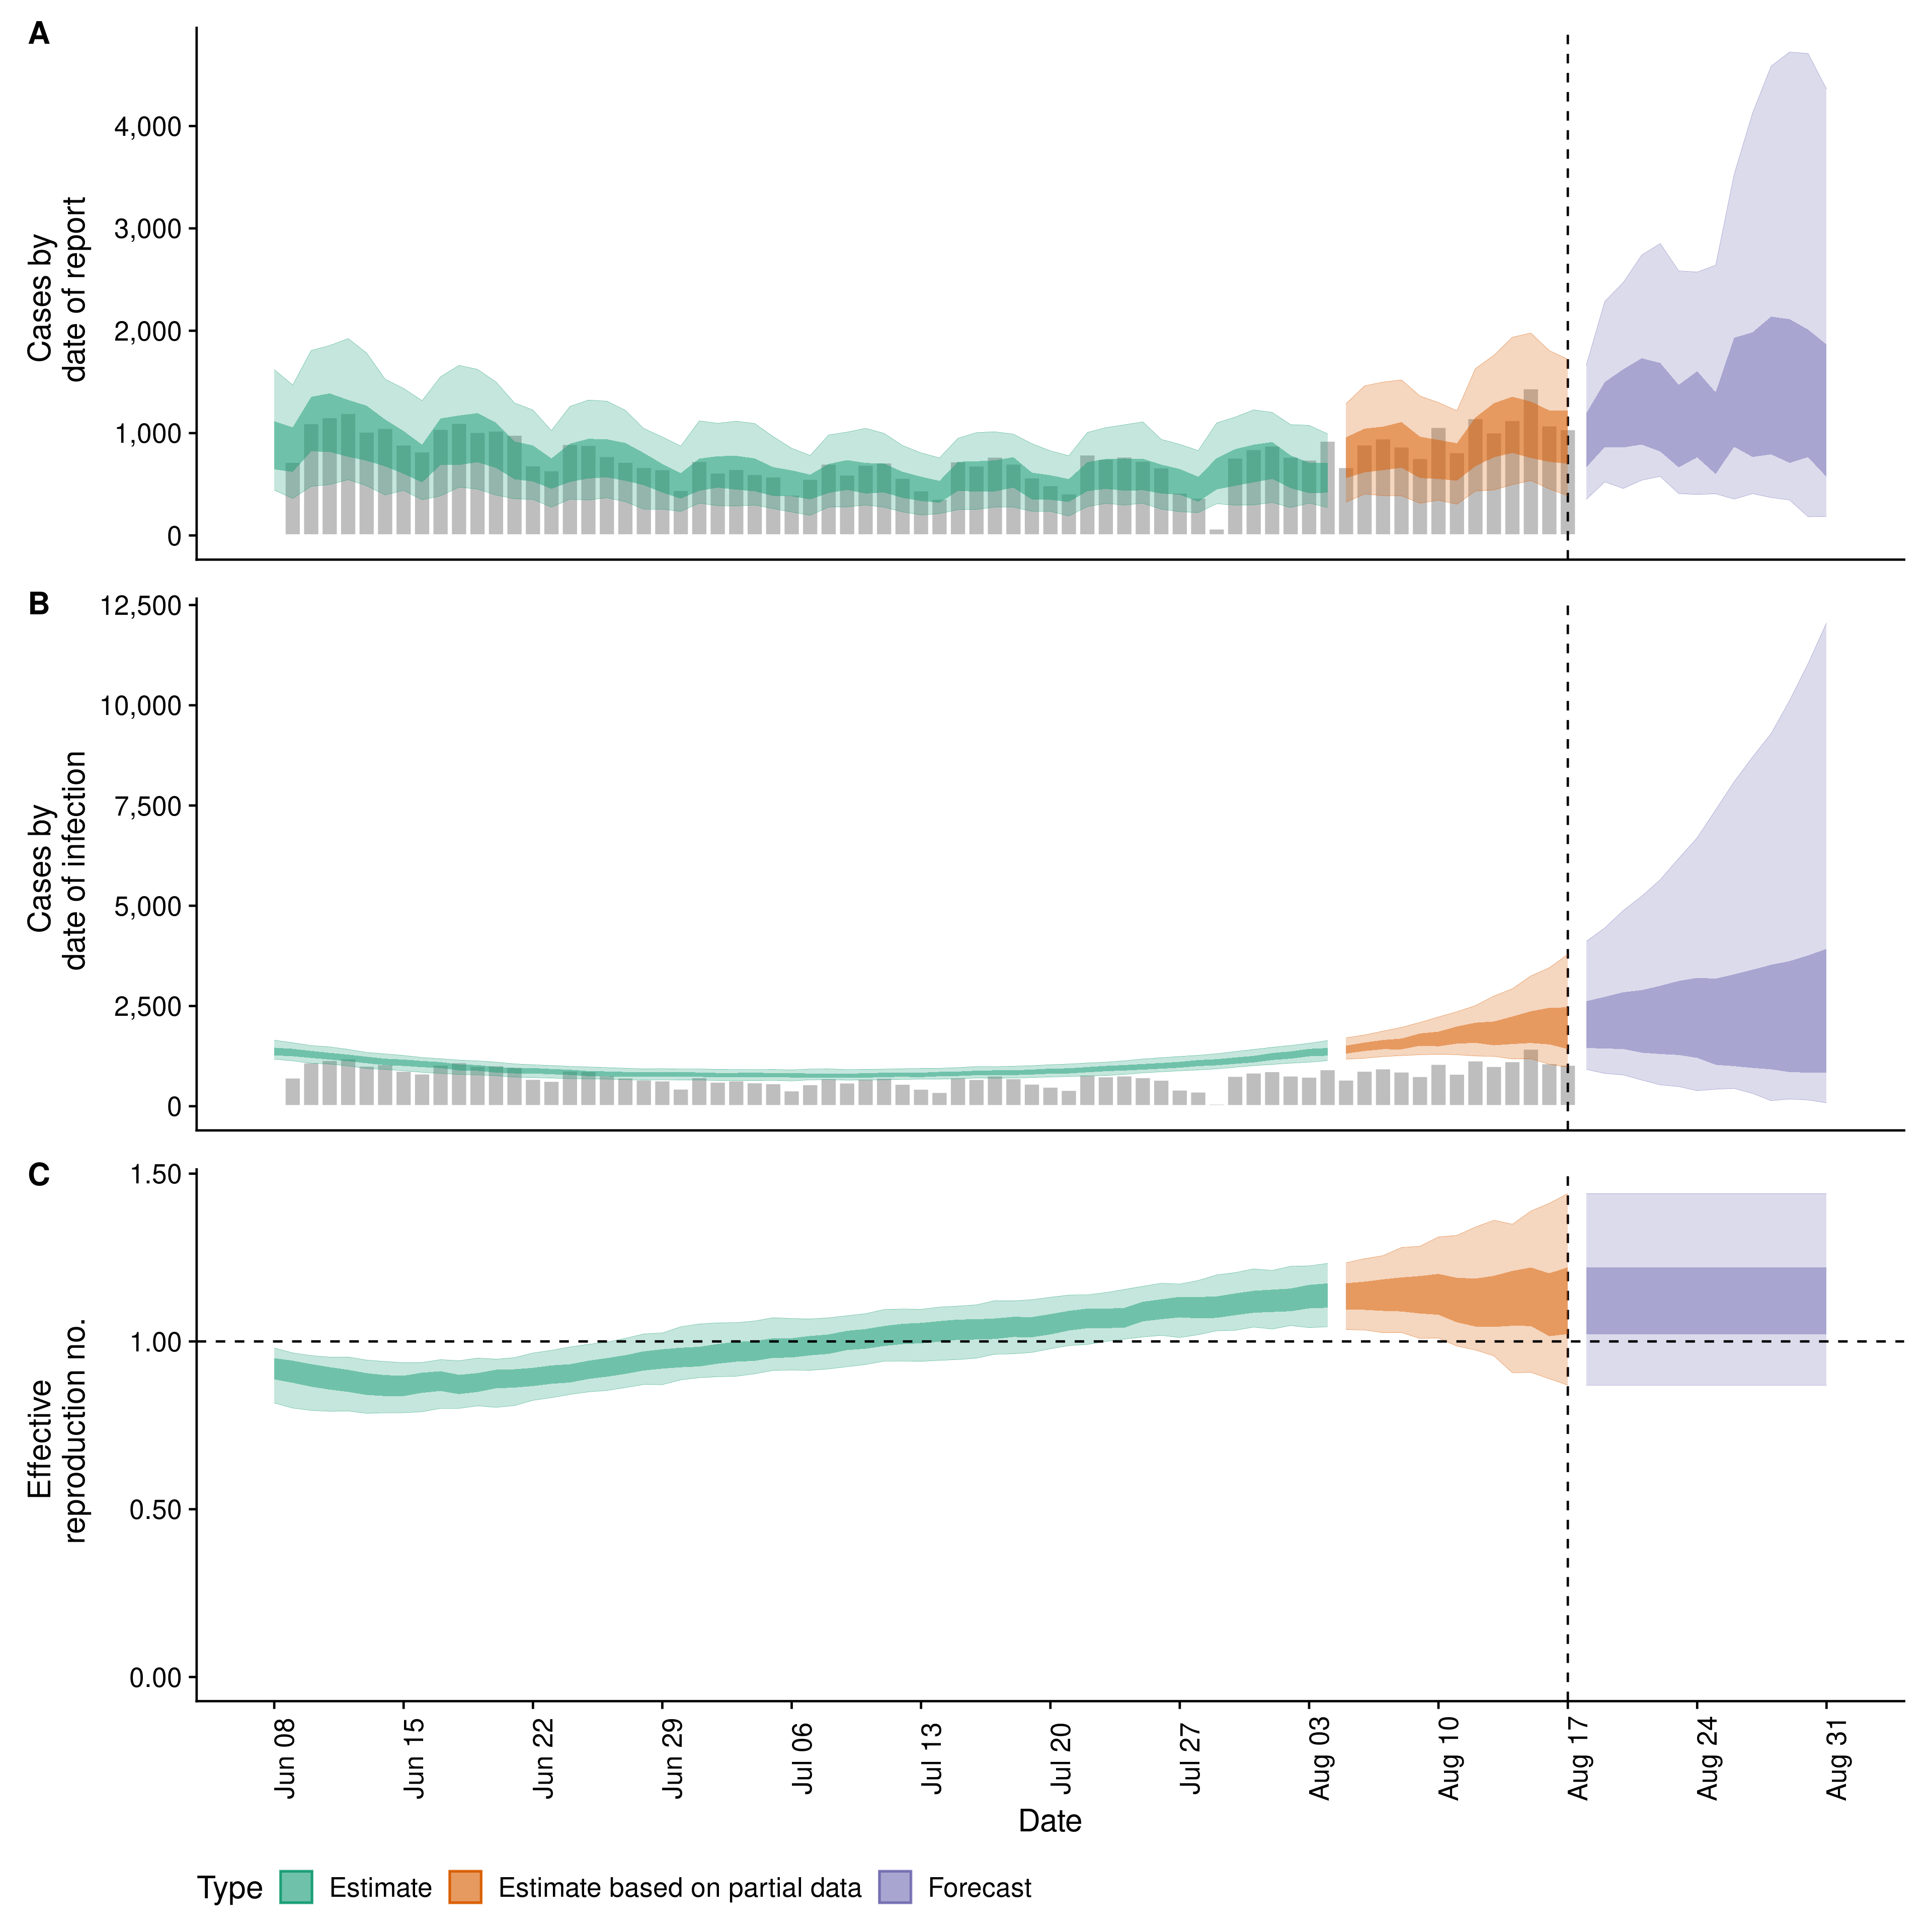 A
Cases by
date of report
4,000
3,000
2,000
1,000
0
B
Cases by
date of infection
12,500
10,000
7,500
5,000
2,500
0
C
Effective
reproduction no.
1.50
1.00
0.50
0.00
Jun 08
Jun 15
Jun 22
Jun 29
Jul 06
Jul 13
Jul 20
Jul 27
Aug 03
Aug 10
Aug 17
Aug 24
Aug 31
Date
Type Estimate Estimate based on partial data Forecast